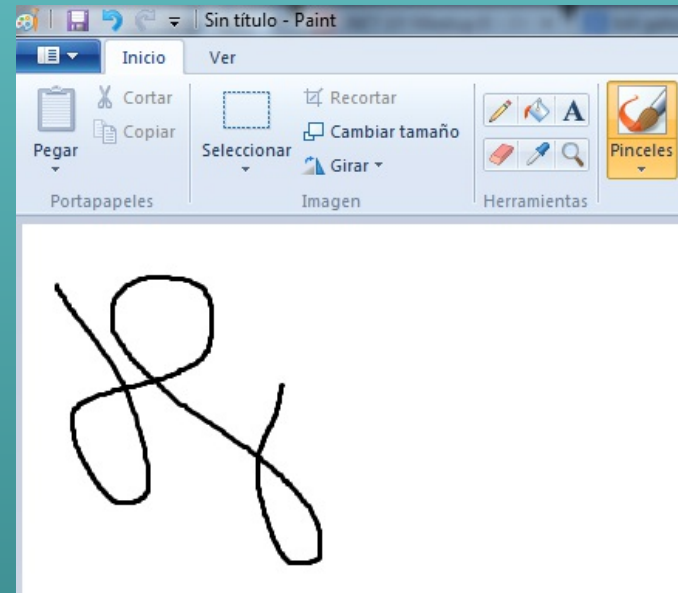 Sin título - Paint
Inicio Ver
Cortar Recortar
Copiar Cambiar tamaño
Pegar Seleccionar Girar A Pinceles
Portapapeles Imagen Herramientas